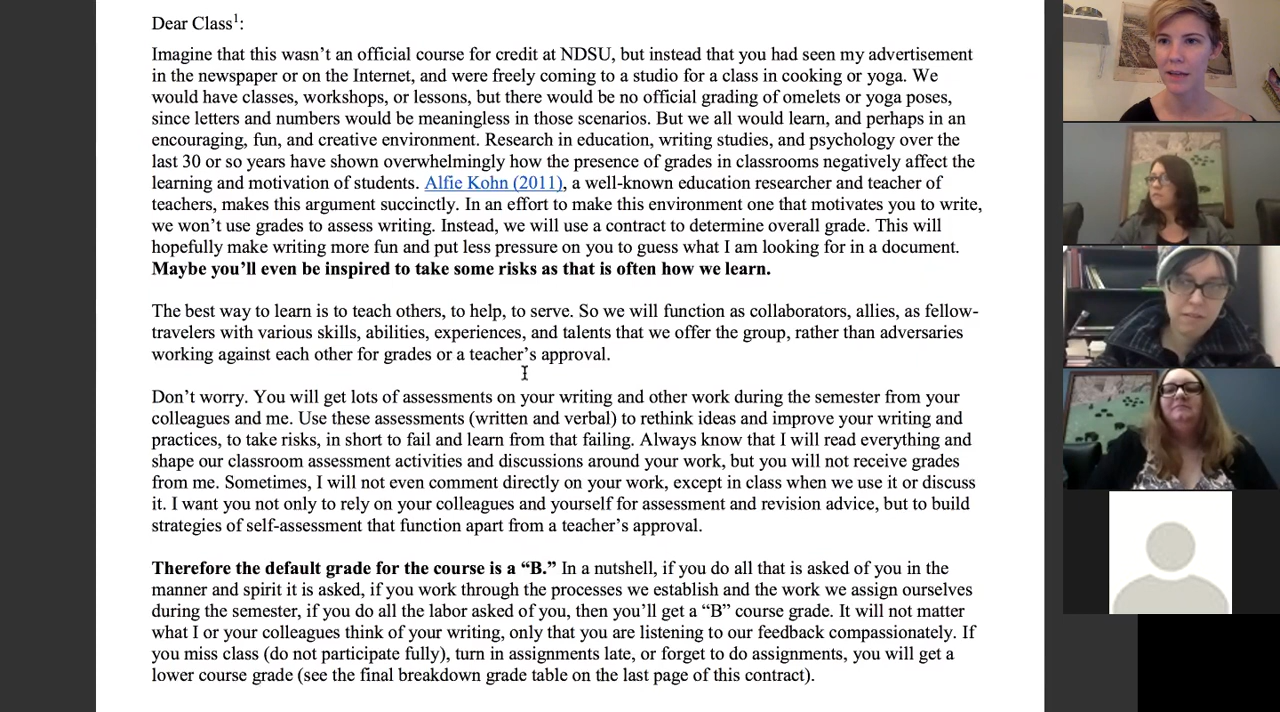 Dear Class¹:
Imagine that this wasn’t an official course for credit at NDSU, but instead that you had seen my advertisement
in the newspaper or on the Internet, and were freely coming to a studio for a class in cooking or yoga. We
would have classes, workshops, or lessons, but there would be no official grading of omelets or yoga poses,
since letters and numbers would be meaningless in those scenarios. But we all would learn, and perhaps in an
encouraging, fun, and creative environment. Research in education, writing studies, and psychology over the
last 30 or so years have shown overwhelmingly how the presence of grades in classrooms negatively affect the
learning and motivation of students. Alfie Kohn (2011), a well-known education researcher and teacher of
teachers, makes this argument succinctly. In an effort to make this environment one that motivates you to write,
we won’t use grades to assess writing. Instead, we will use a contract to determine overall grade. This will
hopefully make writing more fun and put less pressure on you to guess what I am looking for in a document.
Maybe you’ll even be inspired to take some risks as that is often how we learn.
The best way to learn is to teach others, to help, to serve. So we will function as collaborators, allies, as fellow-
travelers with various skills, abilities, experiences, and talents that we offer the group, rather than adversaries
working against each other for grades or a teacher’s approval.
Don’t worry. You will get lots of assessments on your writing and other work during the semester from your
colleagues and me. Use these assessments (written and verbal) to rethink ideas and improve your writing and
practices, to take risks, in short to fail and learn from that failing. Always know that I will read everything and
shape our classroom assessment activities and discussions around your work, but you will not receive grades
from me. Sometimes, I will not even comment directly on your work, except in class when we use it or discuss
it. I want you not only to rely on your colleagues and yourself for assessment and revision advice, but to build
strategies of self-assessment that function apart from a teacher’s approval.
Therefore the default grade for the course is a “B.” In a nutshell, if you do all that is asked of you in the
manner and spirit it is asked, if you work through the processes we establish and the work we assign ourselves
during the semester, if you do all the labor asked of you, then you’ll get a “B” course grade. It will not matter
what I or your colleagues think of your writing, only that you are listening to our feedback compassionately. If
you miss class (do not participate fully), turn in assignments late, or forget to do assignments, you will get a
lower course grade (see the final breakdown grade table on the last page of this contract).